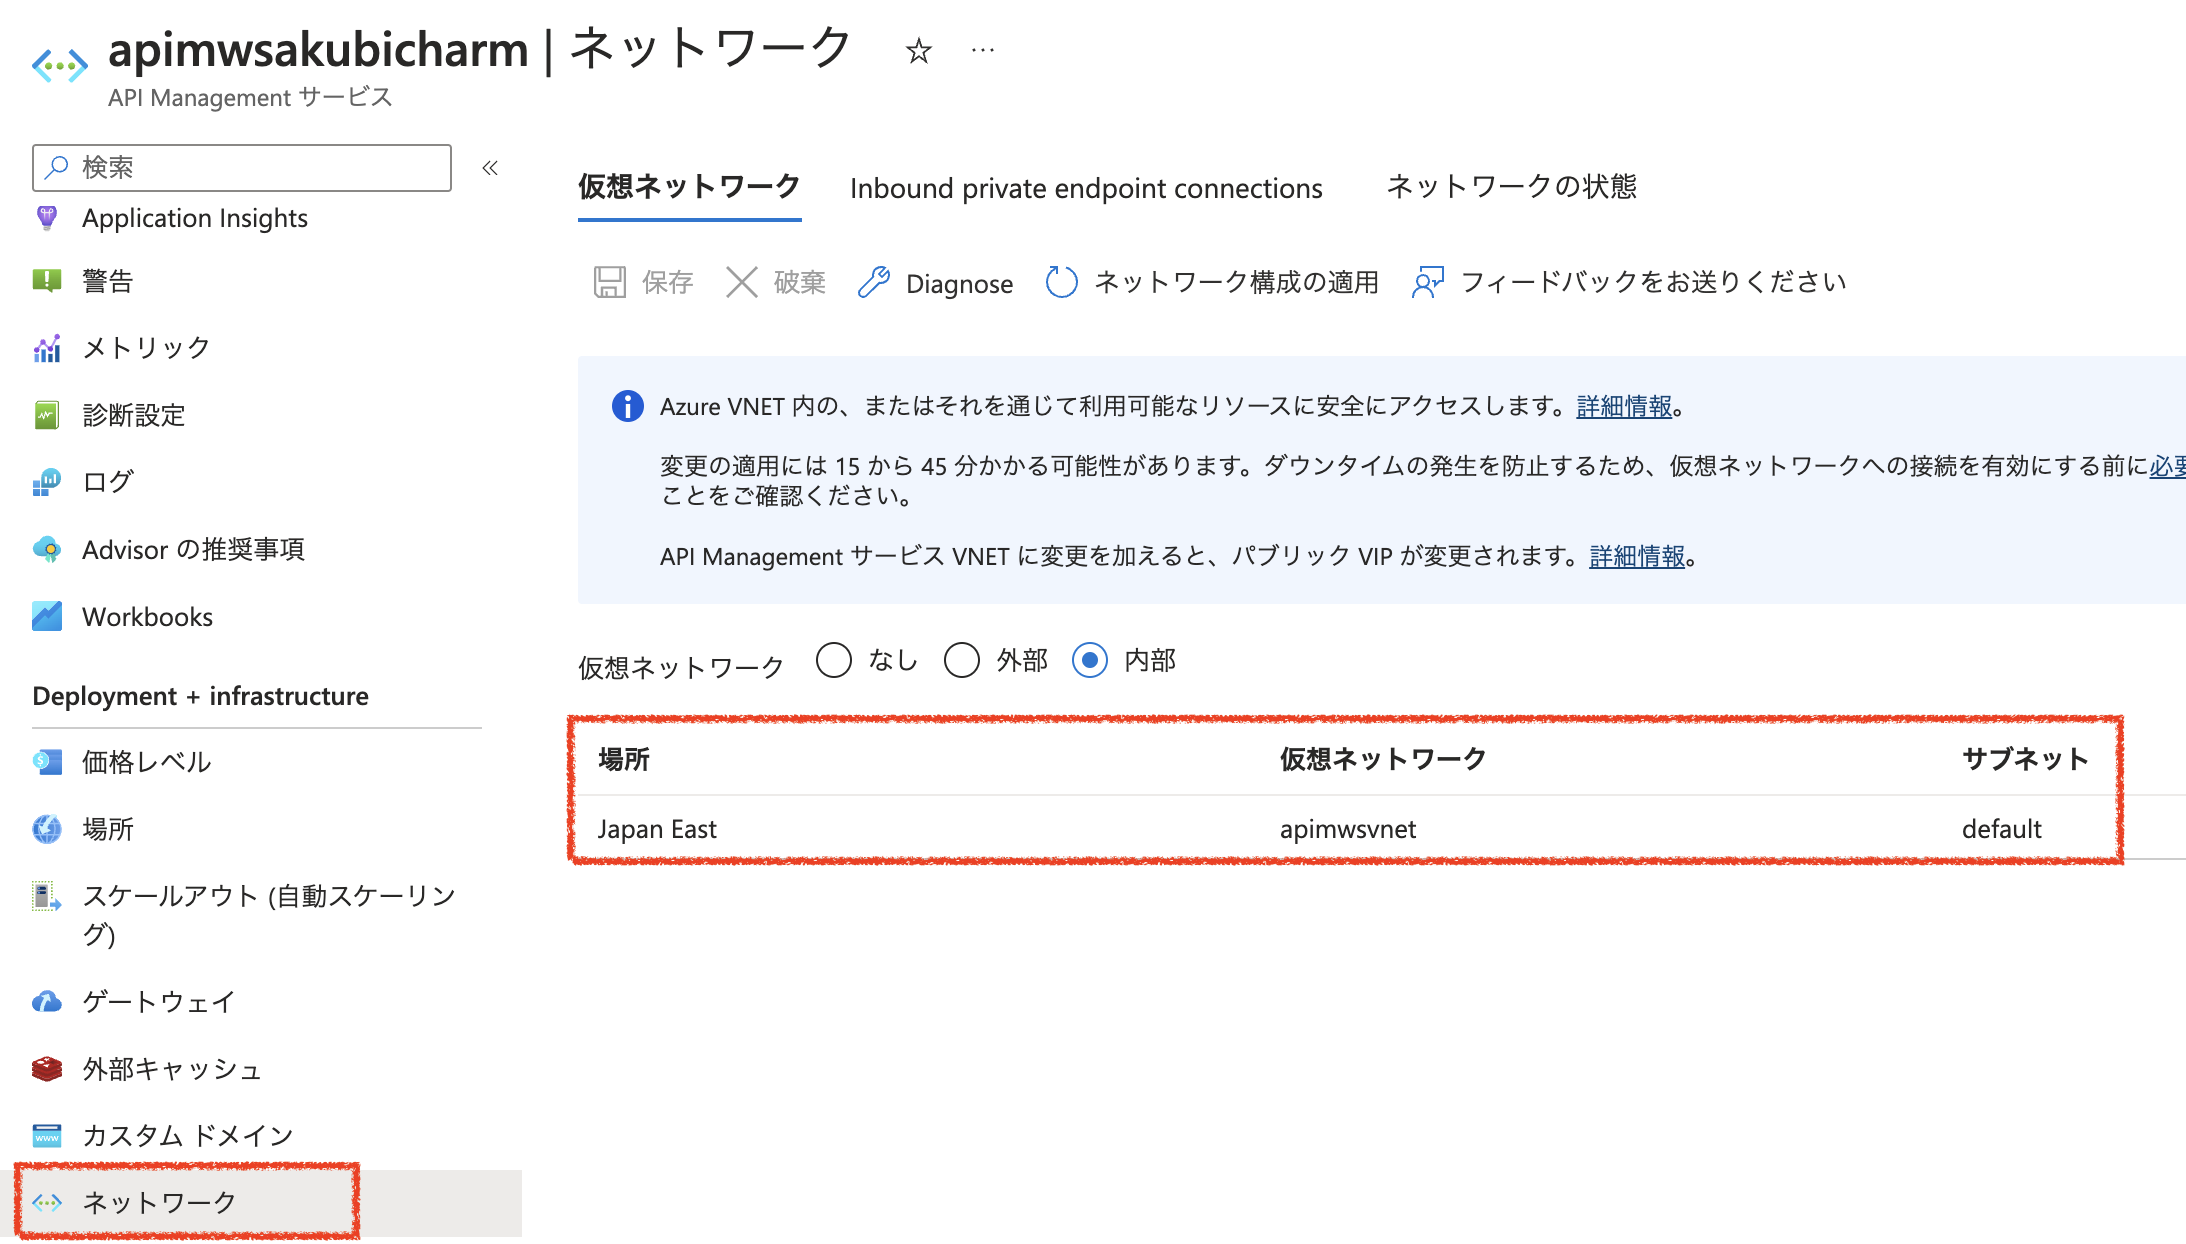 apimwsakubicharm | ネットワーク ☆ …
API Management サービス
検索 «
Application Insights
警告
メトリック
診断設定
ログ
Advisor の推奨事項
Workbooks
Deployment + infrastructure
価格レベル
場所
スケールアウト (自動スケーリン
グ)
ゲートウェイ
外部キャッシュ
カスタム ドメイン
ネットワーク
仮想ネットワーク Inbound private endpoint connections ネットワークの状態
保存 破棄 Diagnose ネットワーク構成の適用 フィードバックをお送りください
Azure VNET 内の、またはそれを通じて利用可能なリソースに安全にアクセスします。詳細情報。
変更の適用には 15 から 45 分かかる可能性があります。ダウンタイムの発生を防止するため、仮想ネットワークへの接続を有効にする前に必要
ことをご確認ください。
API Management サービス VNET に変更を加えると、パブリック VIP が変更されます。詳細情報。
仮想ネットワーク なし 外部 内部
場所 仮想ネットワーク サブネット
Japan East apimwsvnet default